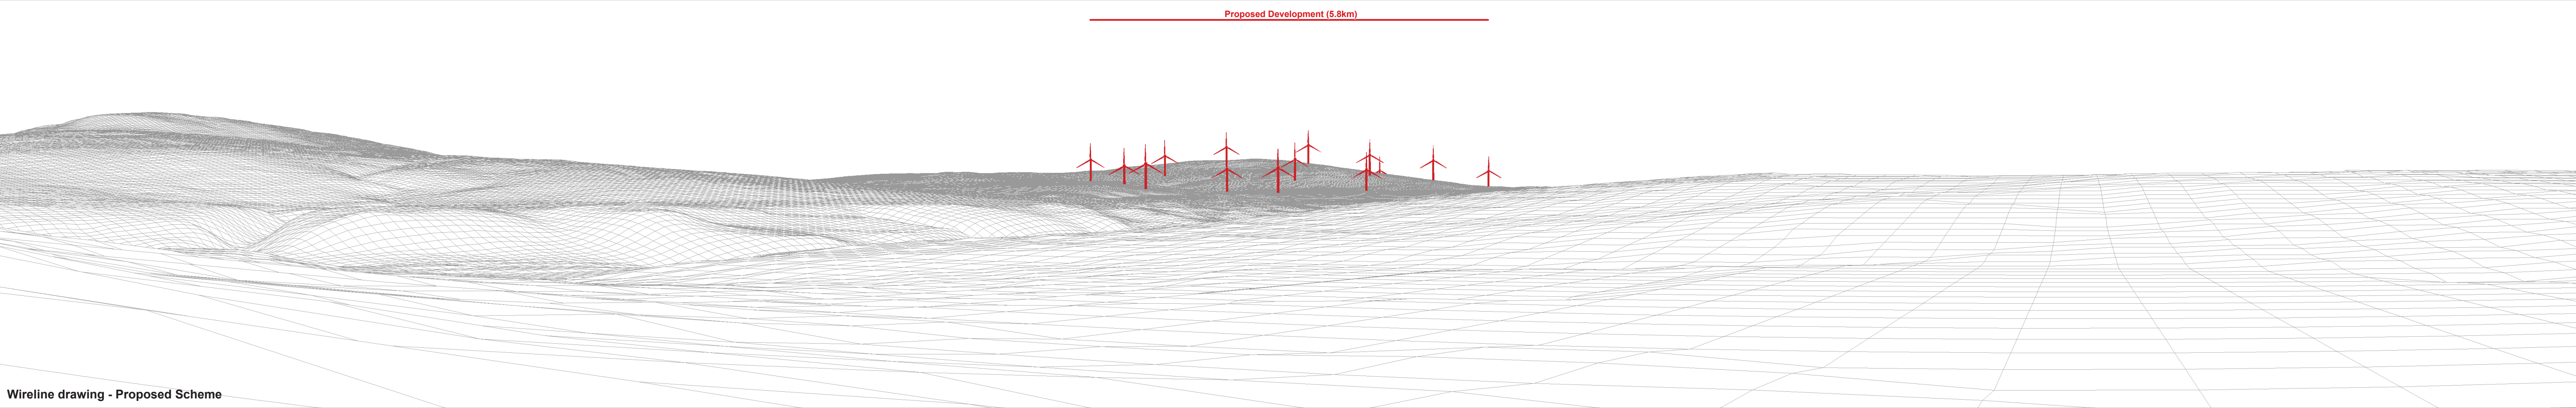 Proposed Development (5.8km)
Wireline drawing - Proposed Scheme